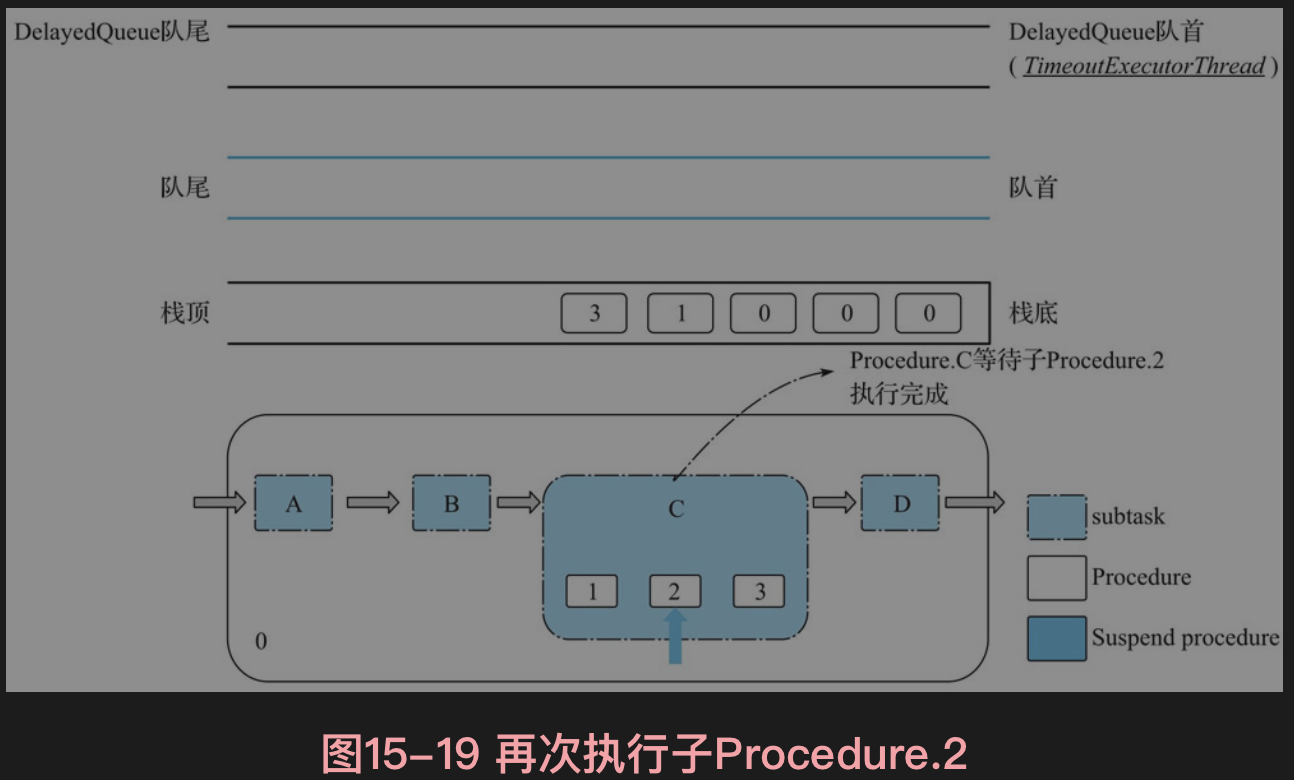 DelayedQueue队尾
DelayedQueue队首
( TimeoutExecutorThread )
队尾
队首
栈顶
3 1 0 0 0
栈底
Procedure.C等待子Procedure.2
执行完成
A
B
C
D
1 2 3
0
subtask
Procedure
Suspend procedure
图15-19 再次执行子Procedure.2